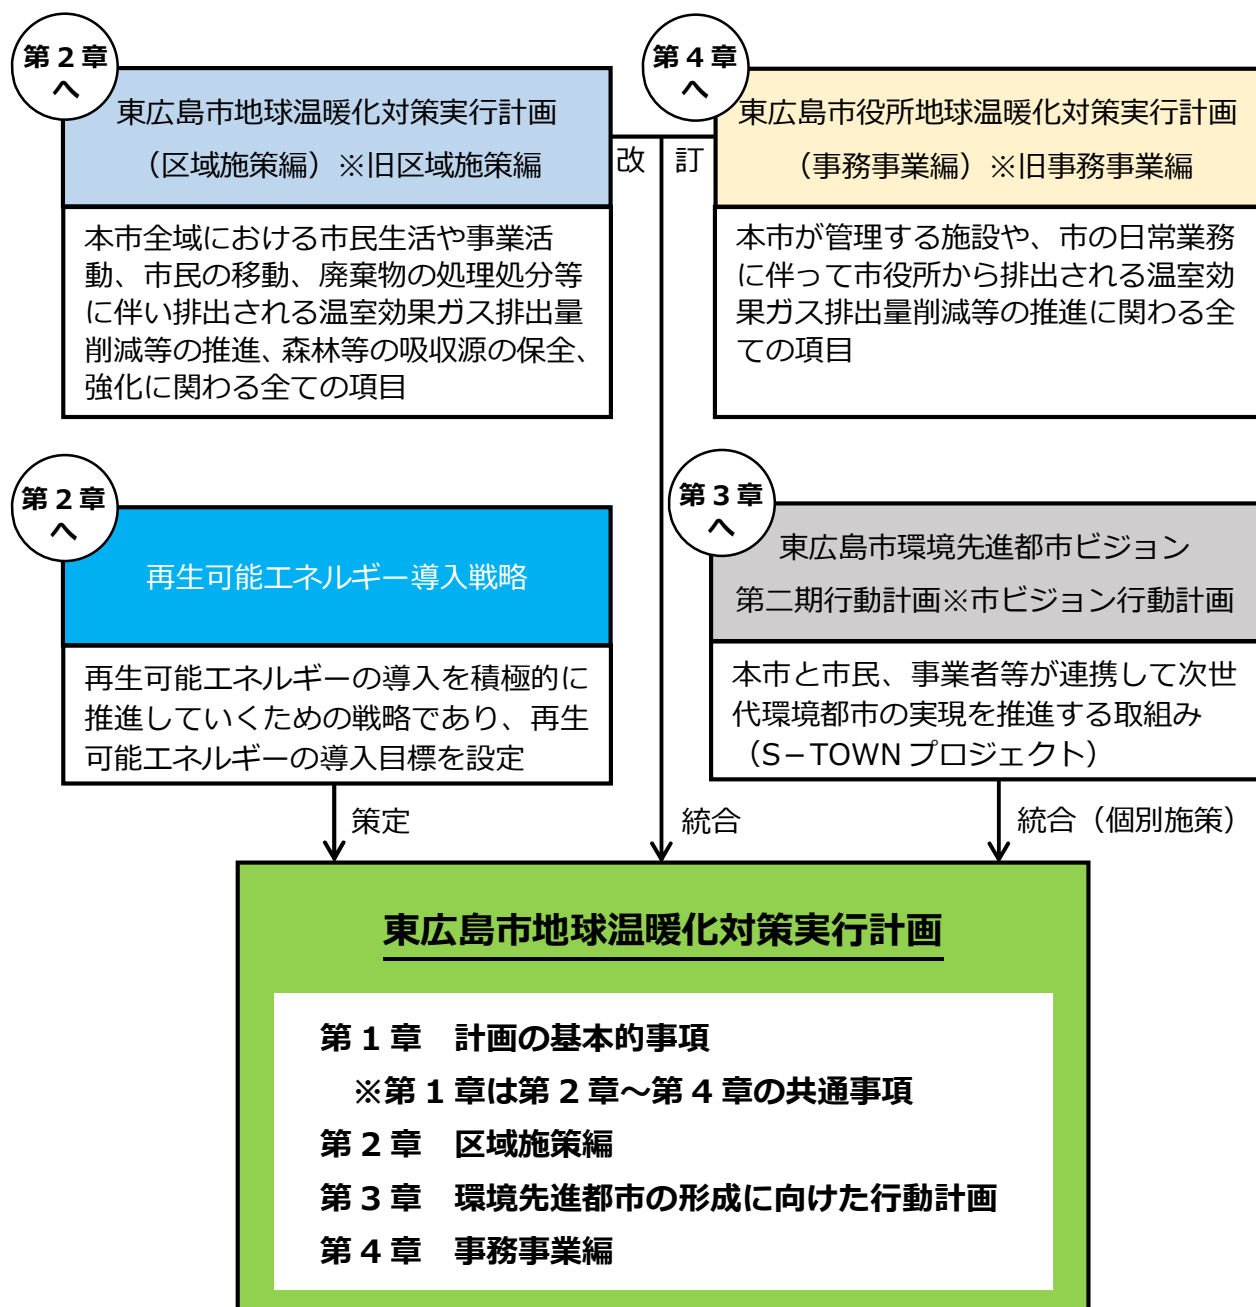 第２章
へ
東広島市地球温暖化対策実行計画
（区域施策編）※旧区域施策編
本市全域における市民生活や事業活
動、市民の移動、廃棄物の処理処分等
に伴い排出される温室効果ガス排出量
削減等の推進、森林等の吸収源の保全、
強化に関わる全ての項目
改訂
第４章
へ
東広島市役所地球温暖化対策実行計画
（事務事業編）※旧事務事業編
本市が管理する施設や、市の日常業務
に伴って市役所から排出される温室効
果ガス排出量削減等の推進に関わる全
ての項目
第２章
へ
再生可能エネルギー導入戦略
再生可能エネルギーの導入を積極的に
推進していくための戦略であり、再生
可能エネルギーの導入目標を設定
第３章
へ
東広島市環境先進都市ビジョン
第二期行動計画※市ビジョン行動計画
本市と市民、事業者等が連携して次世
代環境都市の実現を推進する取組み
（S－TOWN プロジェクト）
策定
統合
統合（個別施策）
東広島市地球温暖化対策実行計画
第１章　計画の基本的事項
※第１章は第２章～第４章の共通事項
第２章　区域施策編
第３章　環境先進都市の形成に向けた行動計画
第４章　事務事業編